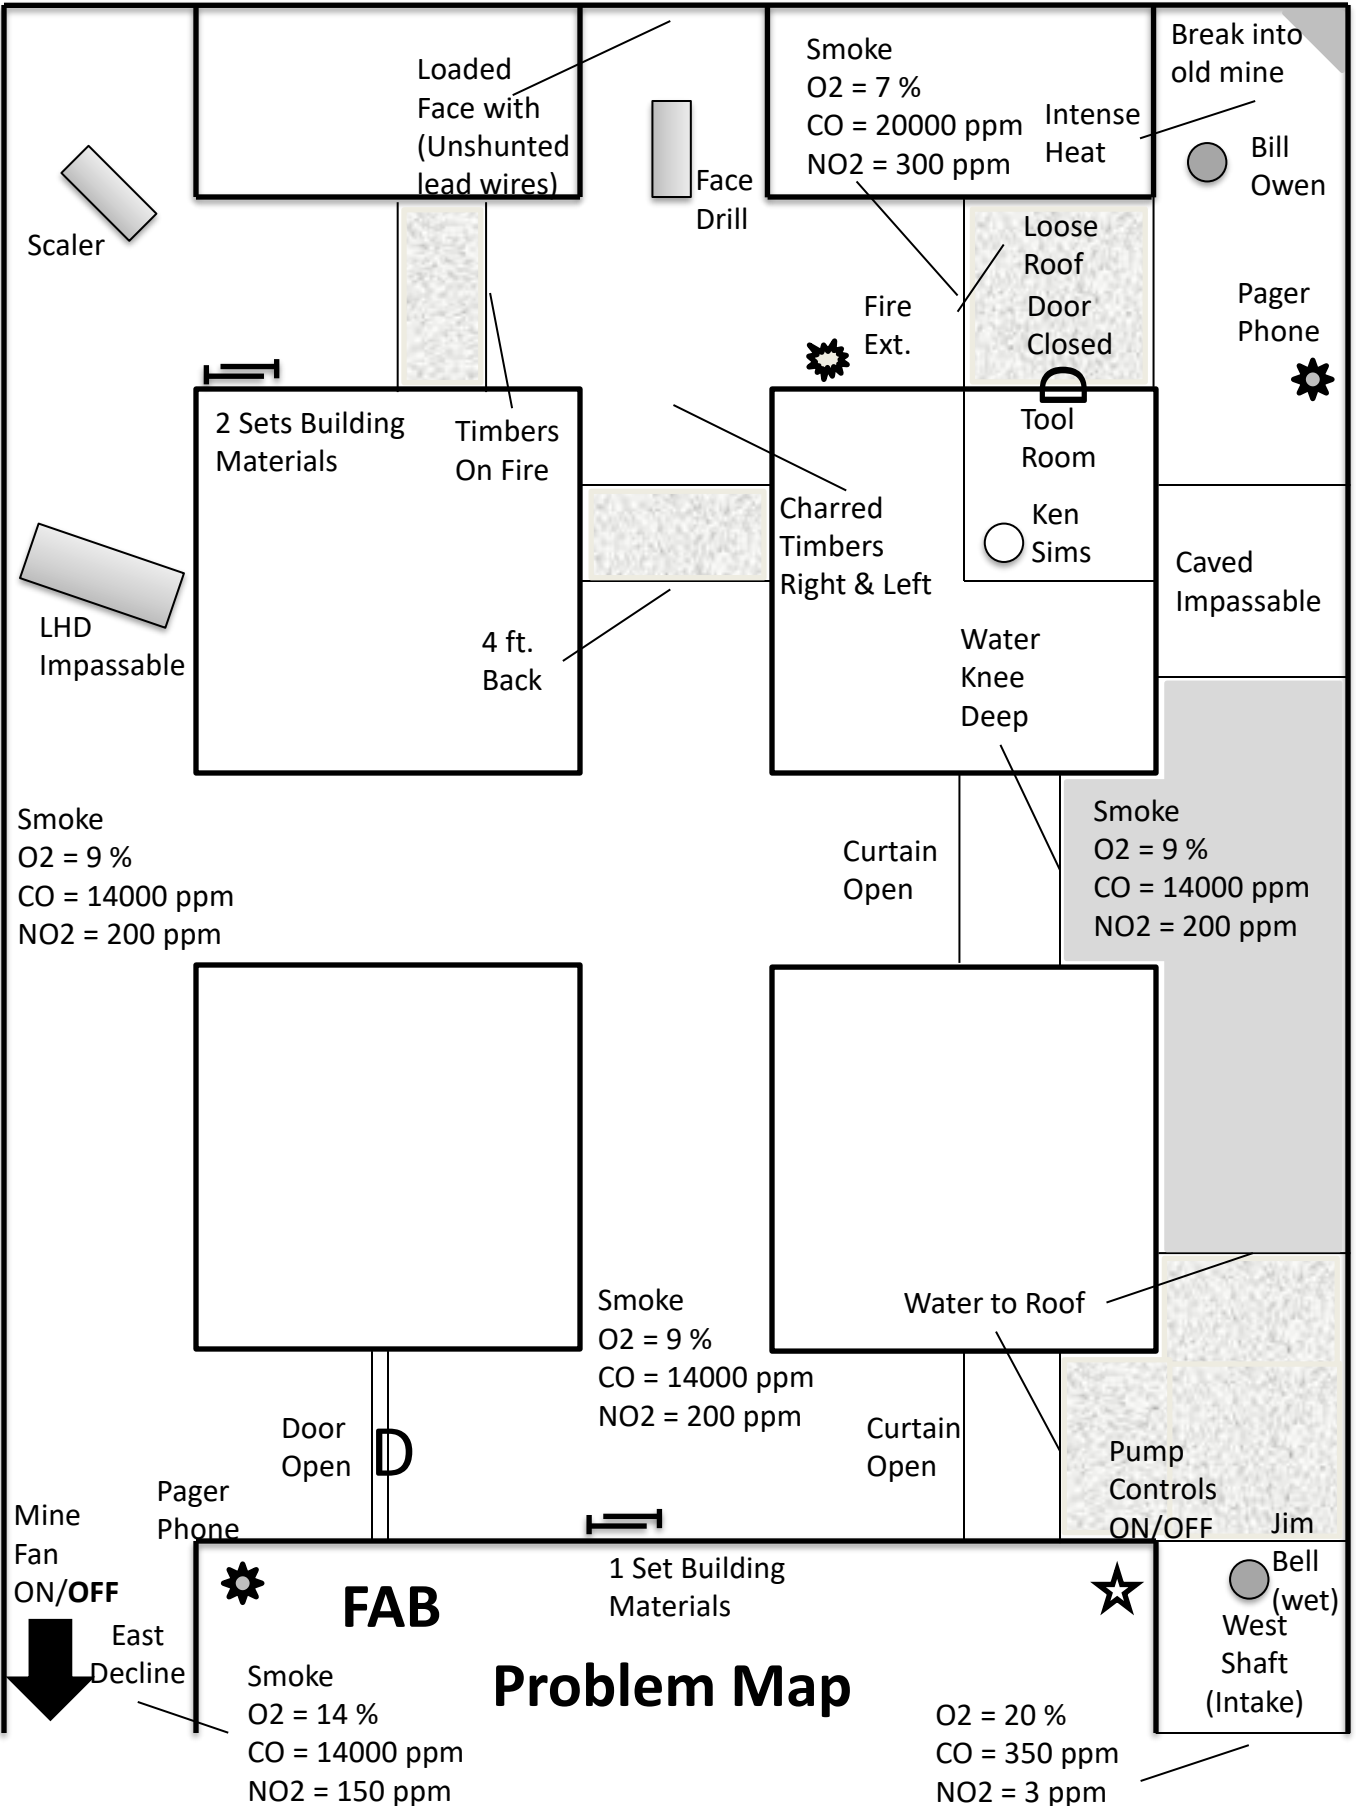 Loaded
Face with
(Unshunted
lead wires)
Smoke
O2 = 7 %
CO = 20000 ppm
NO2 = 300 ppm
Intense
Heat
Break into
old mine
Bill
Owen
Scaler
Face
Drill
Loose
Roof
Fire
Ext.
Door
Closed
Pager
Phone
2 Sets Building
Materials
Timbers
On Fire
Tool
Room
Charred
Timbers
Right & Left
Ken
Sims
Caved
Impassable
LHD
Impassable
4 ft.
Back
Water
Knee
Deep
Smoke
O2 = 9 %
CO = 14000 ppm
NO2 = 200 ppm
Curtain
Open
Smoke
O2 = 9 %
CO = 14000 ppm
NO2 = 200 ppm
Water to Roof
Smoke
O2 = 9 %
CO = 14000 ppm
NO2 = 200 ppm
Door
Open
D
Curtain
Open
Pump
Controls
ON/OFF
Pager
Phone
Mine
Fan
ON/OFF
Jim
Bell
(wet)
FAB
1 Set Building
Materials
East
Decline
West
Shaft
(Intake)
Problem Map
Smoke
O2 = 14 %
CO = 14000 ppm
NO2 = 150 ppm
O2 = 20 %
CO = 350 ppm
NO2 = 3 ppm